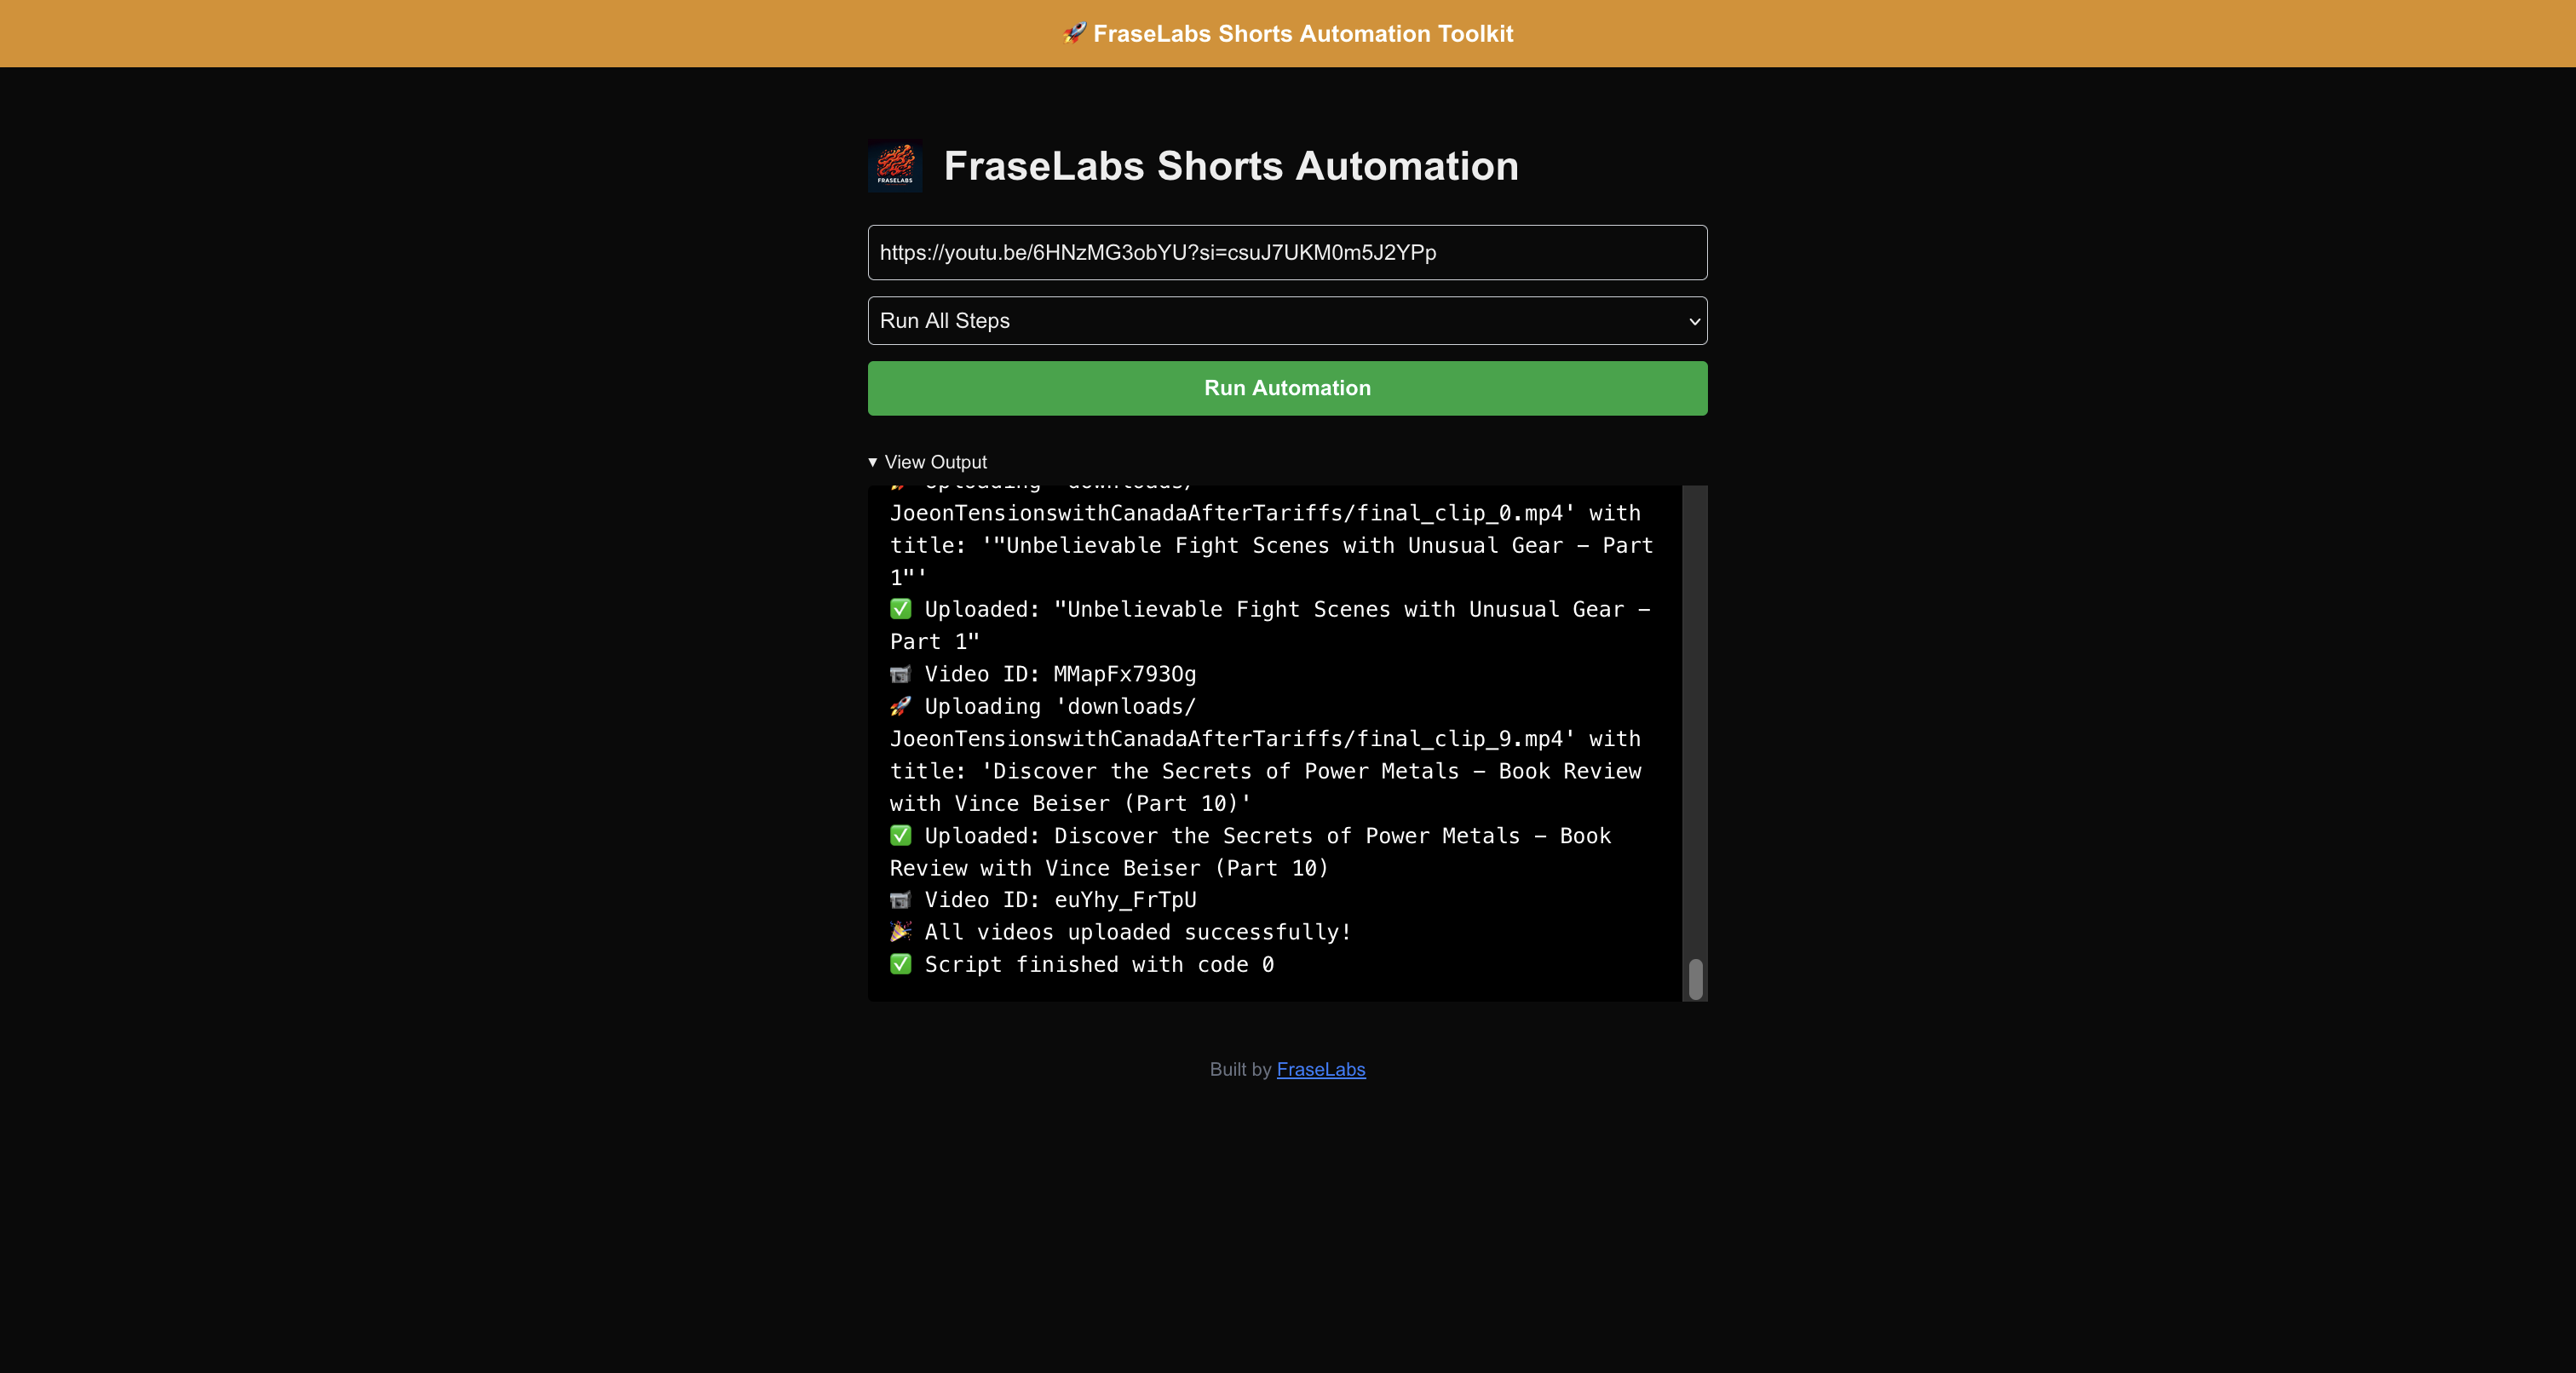 🚀 FraseLabs Shorts Automation Toolkit
FRASELABS
FraseLabs Shorts Automation
https://youtu.be/6HNzMG3obYU?si=csuJ7UKM0m5J2YPp
Run All Steps
Run Automation
▼ View Output
🚀 Uploading 'downloads/
JoeonTensionswithCanadaAfterTariffs/final_clip_0.mp4' with
title: '"Unbelievable Fight Scenes with Unusual Gear – Part
1"'
✅ Uploaded: "Unbelievable Fight Scenes with Unusual Gear –
Part 1"
📹 Video ID: MMapFx793Og
🚀 Uploading 'downloads/
JoeonTensionswithCanadaAfterTariffs/final_clip_9.mp4' with
title: 'Discover the Secrets of Power Metals – Book Review
with Vince Beiser (Part 10)'
✅ Uploaded: Discover the Secrets of Power Metals – Book
Review with Vince Beiser (Part 10)
📹 Video ID: euYhy_FrTpU
🎉 All videos uploaded successfully!
✅ Script finished with code 0
Built by FraseLabs